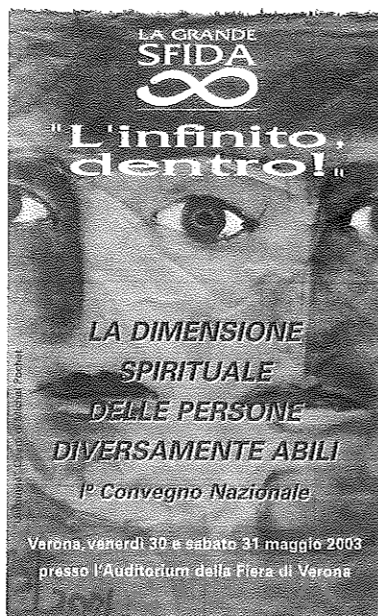 LA GRANDE
SFIDA
"L'infinito,
dentro!"
LA DIMENSIONE
SPIRITUALE
DELLE PERSONE
DIVERSAMENTE ABILI
1° Convegno Nazionale
Verona, venerdì 30 e sabato 31 maggio 2003
presso l'Auditorium della Fiera di Verona